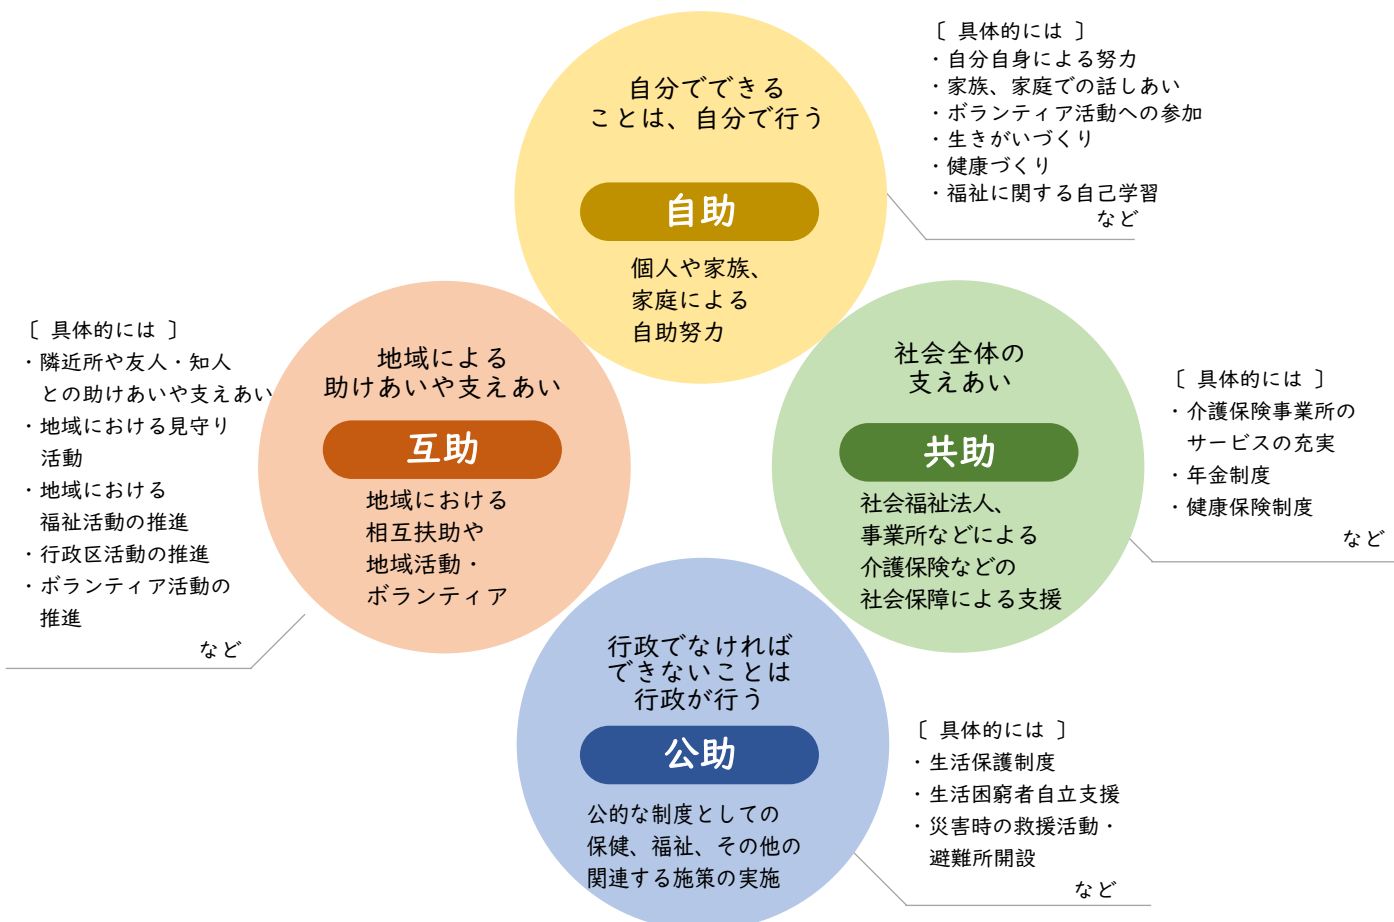 自分でできる
ことは、自分で行う
自助
個人や家族、
家庭による
自助努力
〔 具体的には 〕
・自分自身による努力
・家族、家庭での話しあい
・ボランティア活動への参加
・生きがいづくり
・健康づくり
・福祉に関する自己学習
など
〔 具体的には 〕
・隣近所や友人・知人
との助けあいや支えあい
・地域における見守り
活動
・地域における
福祉活動の推進
・行政区活動の推進
・ボランティア活動の
推進
など
地域による
助けあいや支えあい
互助
地域における
相互扶助や
地域活動・
ボランティア
社会全体の
支えあい
共助
社会福祉法人、
事業所などによる
介護保険などの
社会保障による支援
〔 具体的には 〕
・介護保険事業所の
サービスの充実
・年金制度
・健康保険制度
など
行政でなければ
できないことは
行政が行う
公助
公的な制度としての
保健、福祉、その他の
関連する施策の実施
〔 具体的には 〕
・生活保護制度
・生活困窮者自立支援
・災害時の救援活動・
避難所開設
など